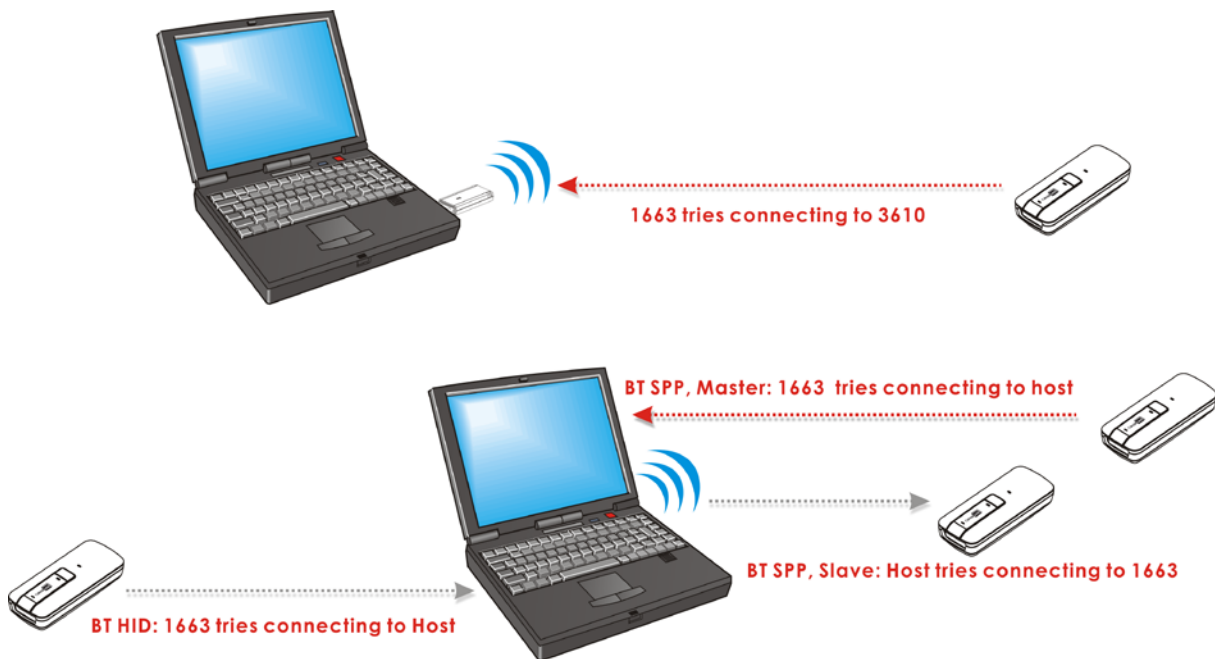 1663 tries connecting to 3610
BT SPP, Master: 1663 tries connecting to host
BT SPP, Slave: Host tries connecting to 1663
BT HID: 1663 tries connecting to Host